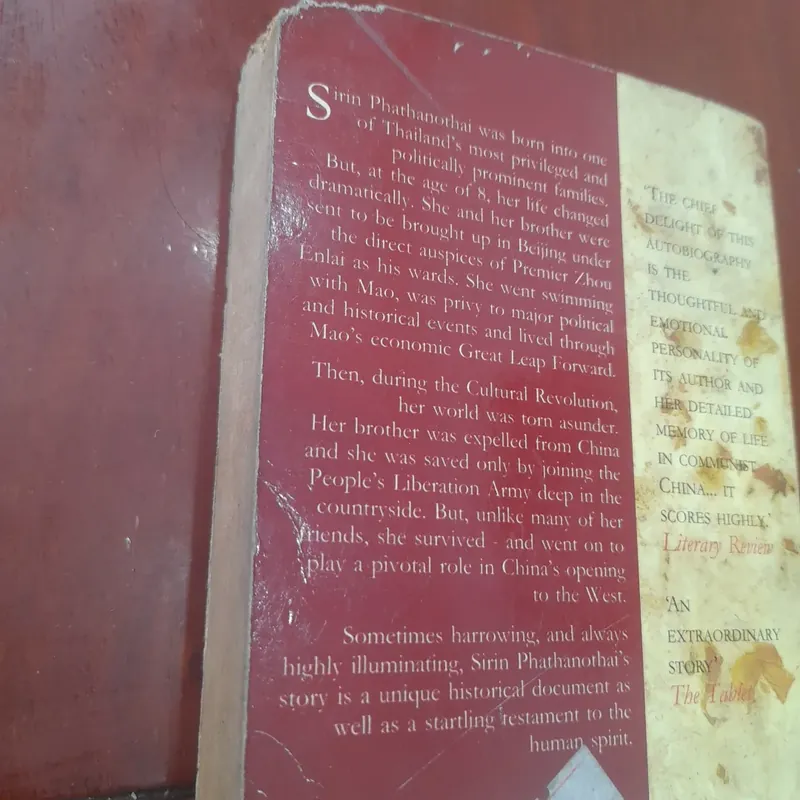 Sirin Phathanothai was born into one
of Thailand's most privileged and
politically prominent families.
But, at the age of 8, her life changed
dramatically. She and her brother were
sent to be brought up in Beijing under
the direct auspices of Premier Zhou
Enlai as his wards. She went swimming
with Mao, was privy to major political
and historical events and lived through
Mao's economic Great Leap Forward.
Then, during the Cultural Revolution,
her world was torn asunder.
Her brother was expelled from China
and she was saved only by joining the
People's Liberation Army deep in the
countryside. But, unlike many of her
friends, she survived - and went on to
play a pivotal role in China's opening
to the West.
Sometimes harrowing, and always
highly illuminating, Sirin Phathanothai's
story is a unique historical document as
well as a startling testament to the
human spirit.
'THE CHIEF
DELIGHT OF THIS
AUTOBIOGRAPHY
IS THE
THOUGHTFUL AND
EMOTIONAL
PERSONALITY OF
ITS AUTHOR AND
HER DETAILED
MEMORY OF LIFE
IN COMMUNIST
CHINA... IT
SCORES HIGHLY.'
Literary Review
'AN
EXTRAORDINARY
STORY'
The Tablet